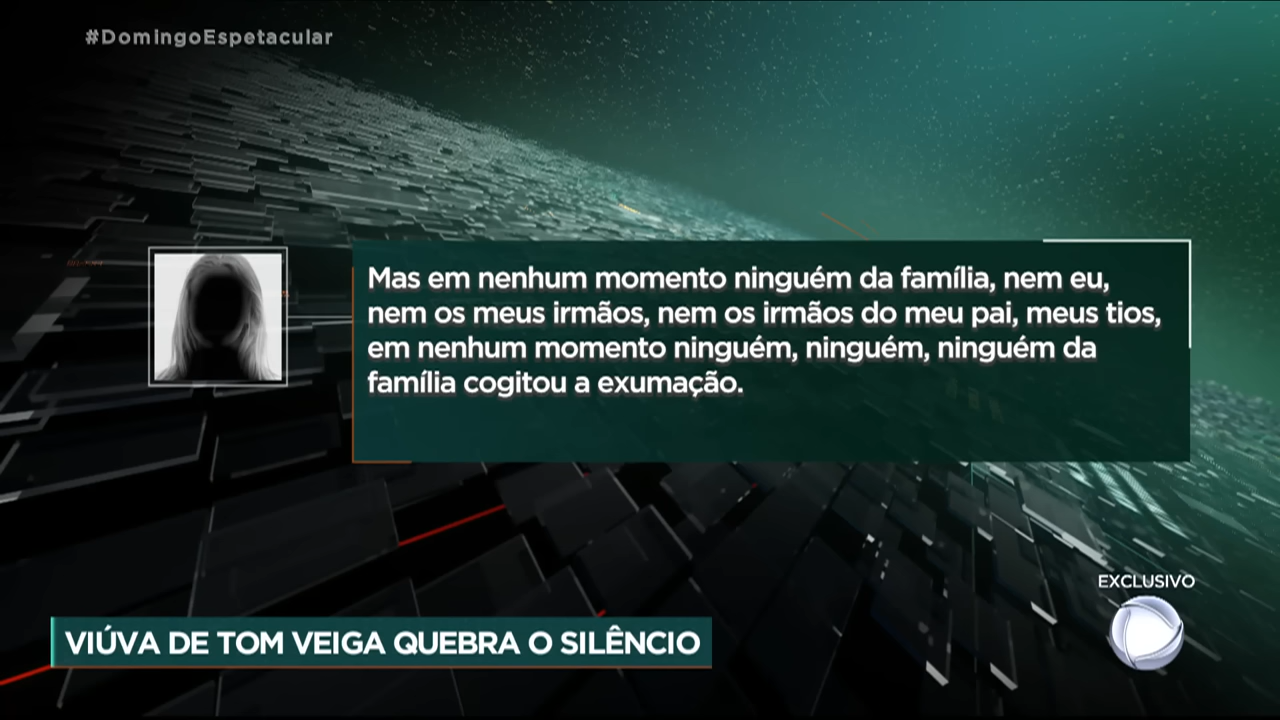 #DomingoEspetacular
Mas em nenhum momento ninguém da família, nem eu,
nem os meus irmãos, nem os irmãos do meu pai, meus tios,
em nenhum momento ninguém, ninguém, ninguém da
família cogitou a exumação.
EXCLUSIVO
VIÚVA DE TOM VEIGA QUEBRA O SILÊNCIO